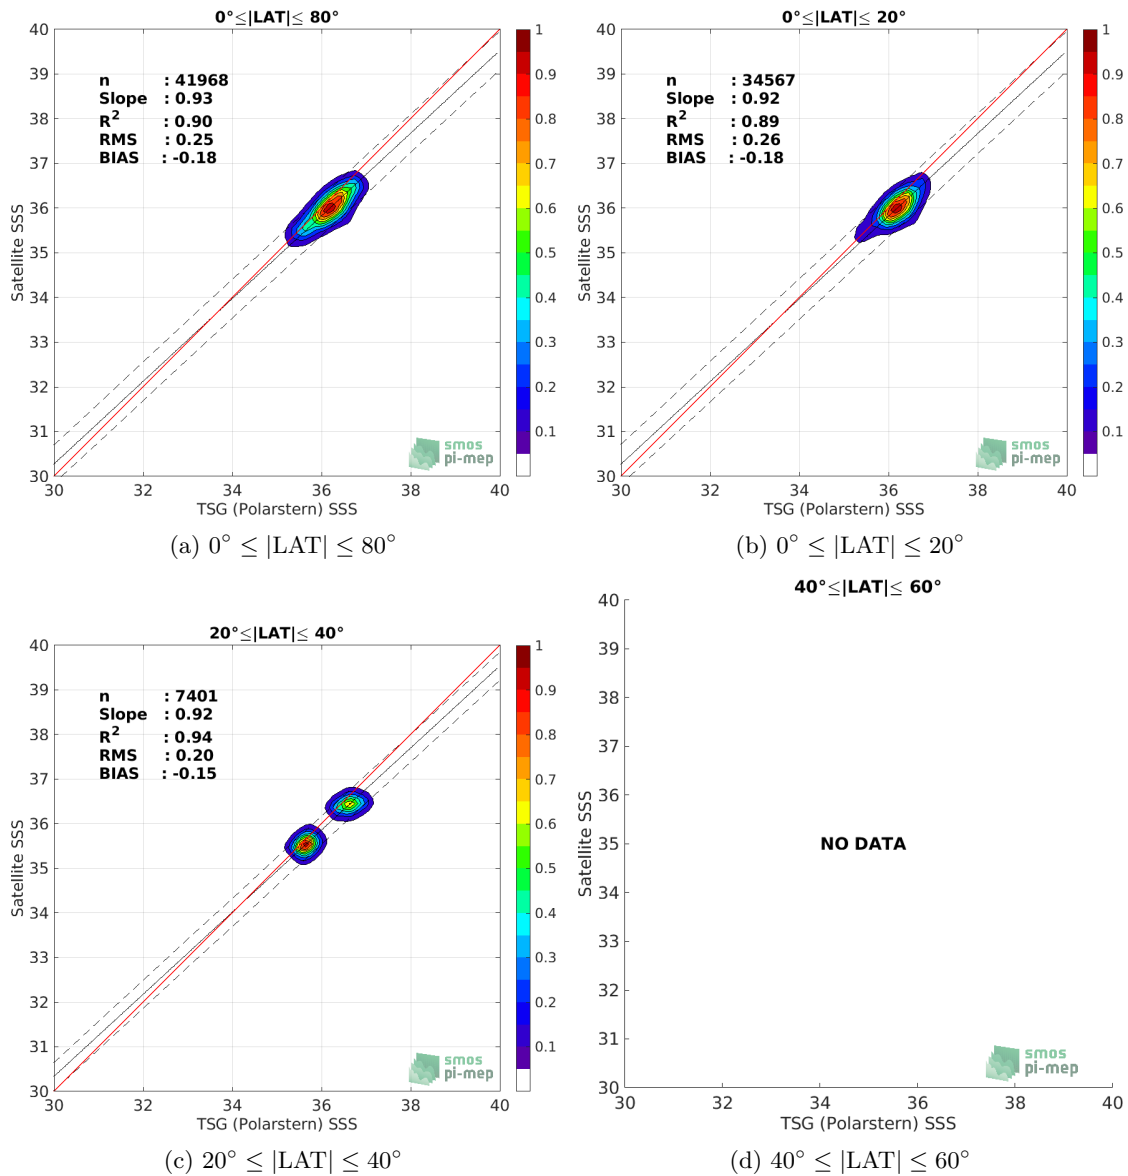 0°≤|LAT|≤ 80°
40
39
38
37
36
35
34
33
32
31
30
Satellite SSS
n : 41968
Slope : 0.93
R2 : 0.90
RMS : 0.25
BIAS : -0.18
1
0.9
0.8
0.7
0.6
0.5
0.4
0.3
0.2
0.1
smos
pi-mep
30 32 34 36 38 40
TSG (Polarstern) SSS
(a) 0° ≤ |LAT| ≤ 80°
0°≤|LAT|≤ 20°
40
39
38
37
36
35
34
33
32
31
30
Satellite SSS
n : 34567
Slope : 0.92
R2 : 0.89
RMS : 0.26
BIAS : -0.18
1
0.9
0.8
0.7
0.6
0.5
0.4
0.3
0.2
0.1
smos
pi-mep
30 32 34 36 38 40
TSG (Polarstern) SSS
(b) 0° ≤ |LAT| ≤ 20°
20°≤|LAT|≤ 40°
40
39
38
37
36
35
34
33
32
31
30
Satellite SSS
n : 7401
Slope : 0.92
R2 : 0.94
RMS : 0.20
BIAS : -0.15
1
0.9
0.8
0.7
0.6
0.5
0.4
0.3
0.2
0.1
smos
pi-mep
30 32 34 36 38 40
TSG (Polarstern) SSS
(c) 20° ≤ |LAT| ≤ 40°
40°≤|LAT|≤ 60°
40
39
38
37
36
35
34
33
32
31
30
Satellite SSS
NO DATA
smos
pi-mep
30 32 34 36 38 40
TSG (Polarstern) SSS
(d) 40° ≤ |LAT| ≤ 60°